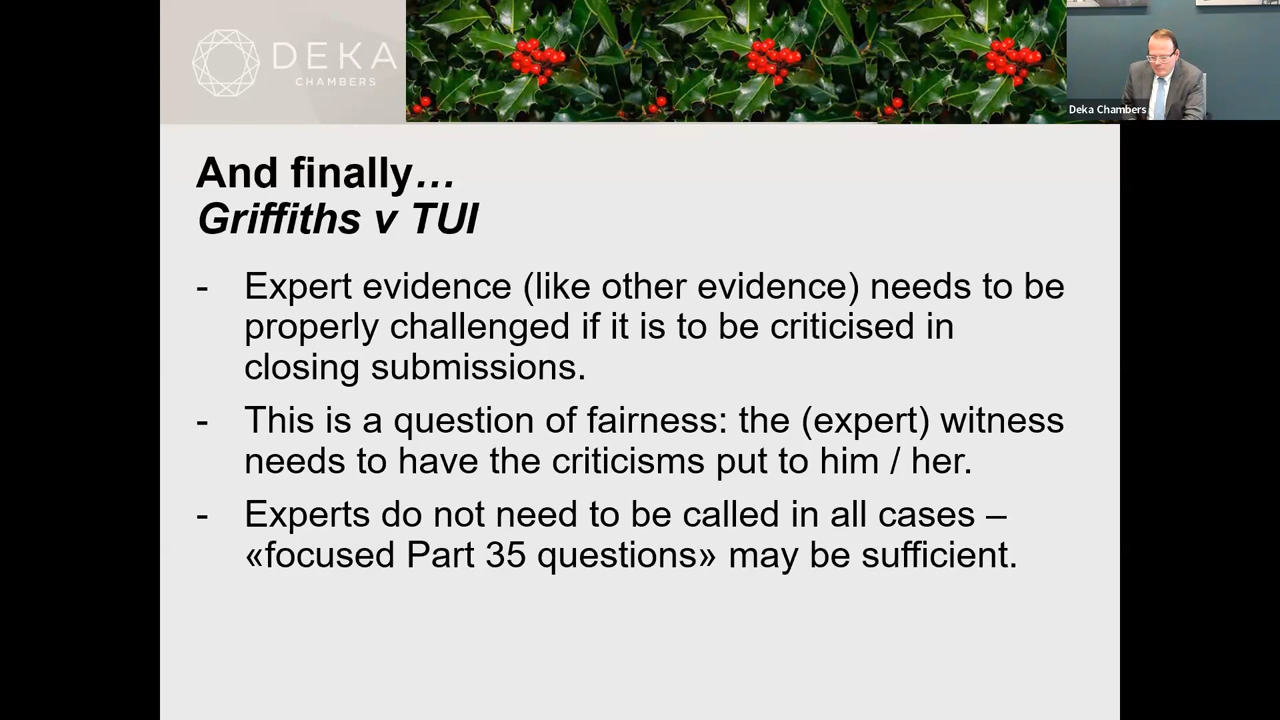 DEKA
CHAMBERS
Deka Chambers
And finally…
Griffiths v TUI
- Expert evidence (like other evidence) needs to be
properly challenged if it is to be criticised in
closing submissions.
- This is a question of fairness: the (expert) witness
needs to have the criticisms put to him / her.
- Experts do not need to be called in all cases –
«focused Part 35 questions» may be sufficient.